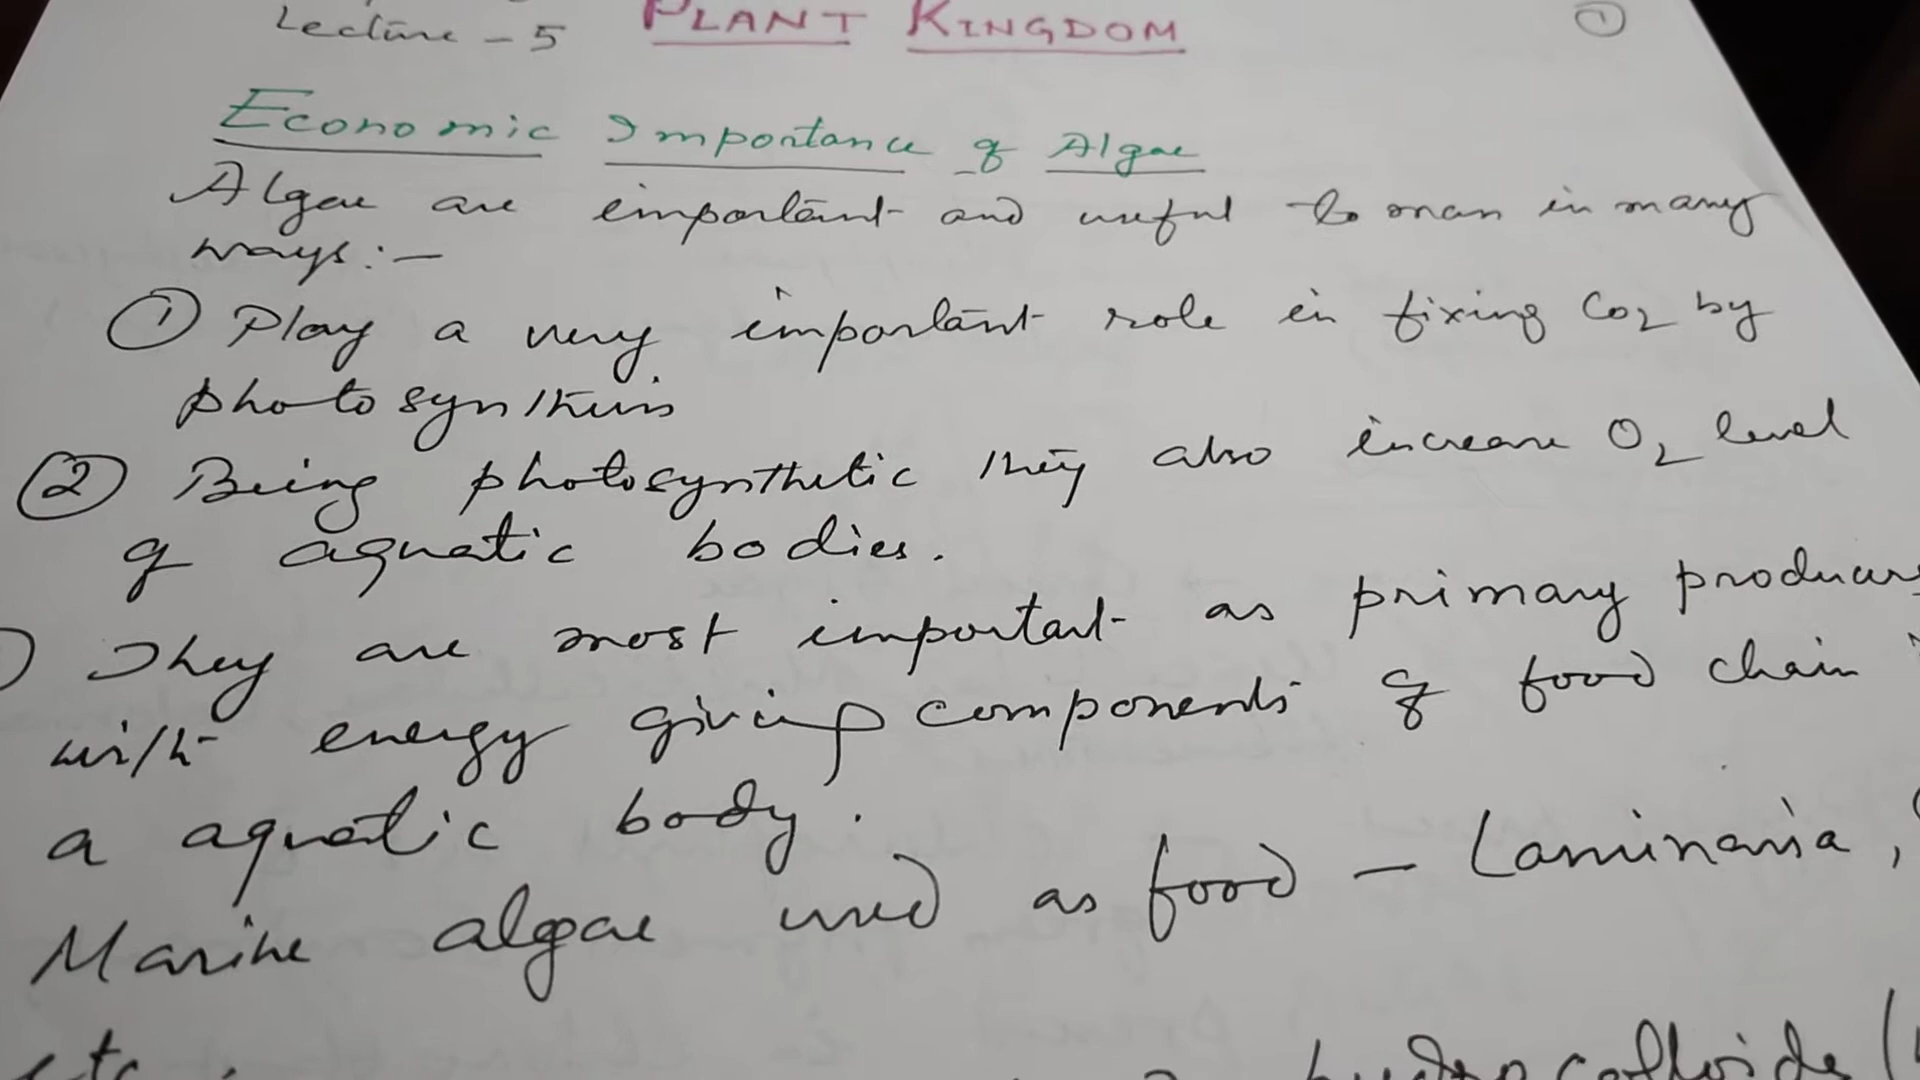 Lecture - 5 PLANT KINGDOM ①
Economic Importance of Algae
Algae are important and useful to man in many
ways:-
① Play a very important role in fixing CO2 by
photosynthesis
② Being photosynthetic they also increase O2 level
of aquatic bodies.
They are most important as primary producers
with energy giving components of food chain
a aquatic body.
Marine algae used as food - Laminaria,
etc.
hydrocolloids (